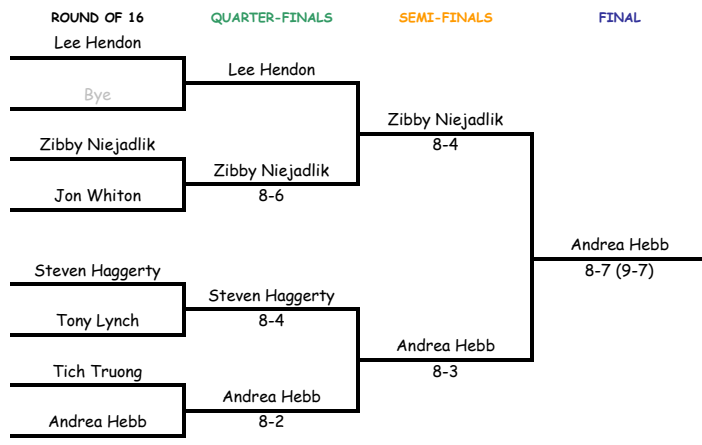 ROUND OF 16 QUARTER-FINALS SEMI-FINALS FINAL
Lee Hendon
Lee Hendon
Bye
Zibby Niejadlik
8-4
Zibby Niejadlik
Zibby Niejadlik
8-6
Jon Whiton
Andrea Hebb
8-7 (9-7)
Steven Haggerty
Steven Haggerty
8-4
Tony Lynch
Andrea Hebb
8-3
Tich Truong
Andrea Hebb
8-2
Andrea Hebb